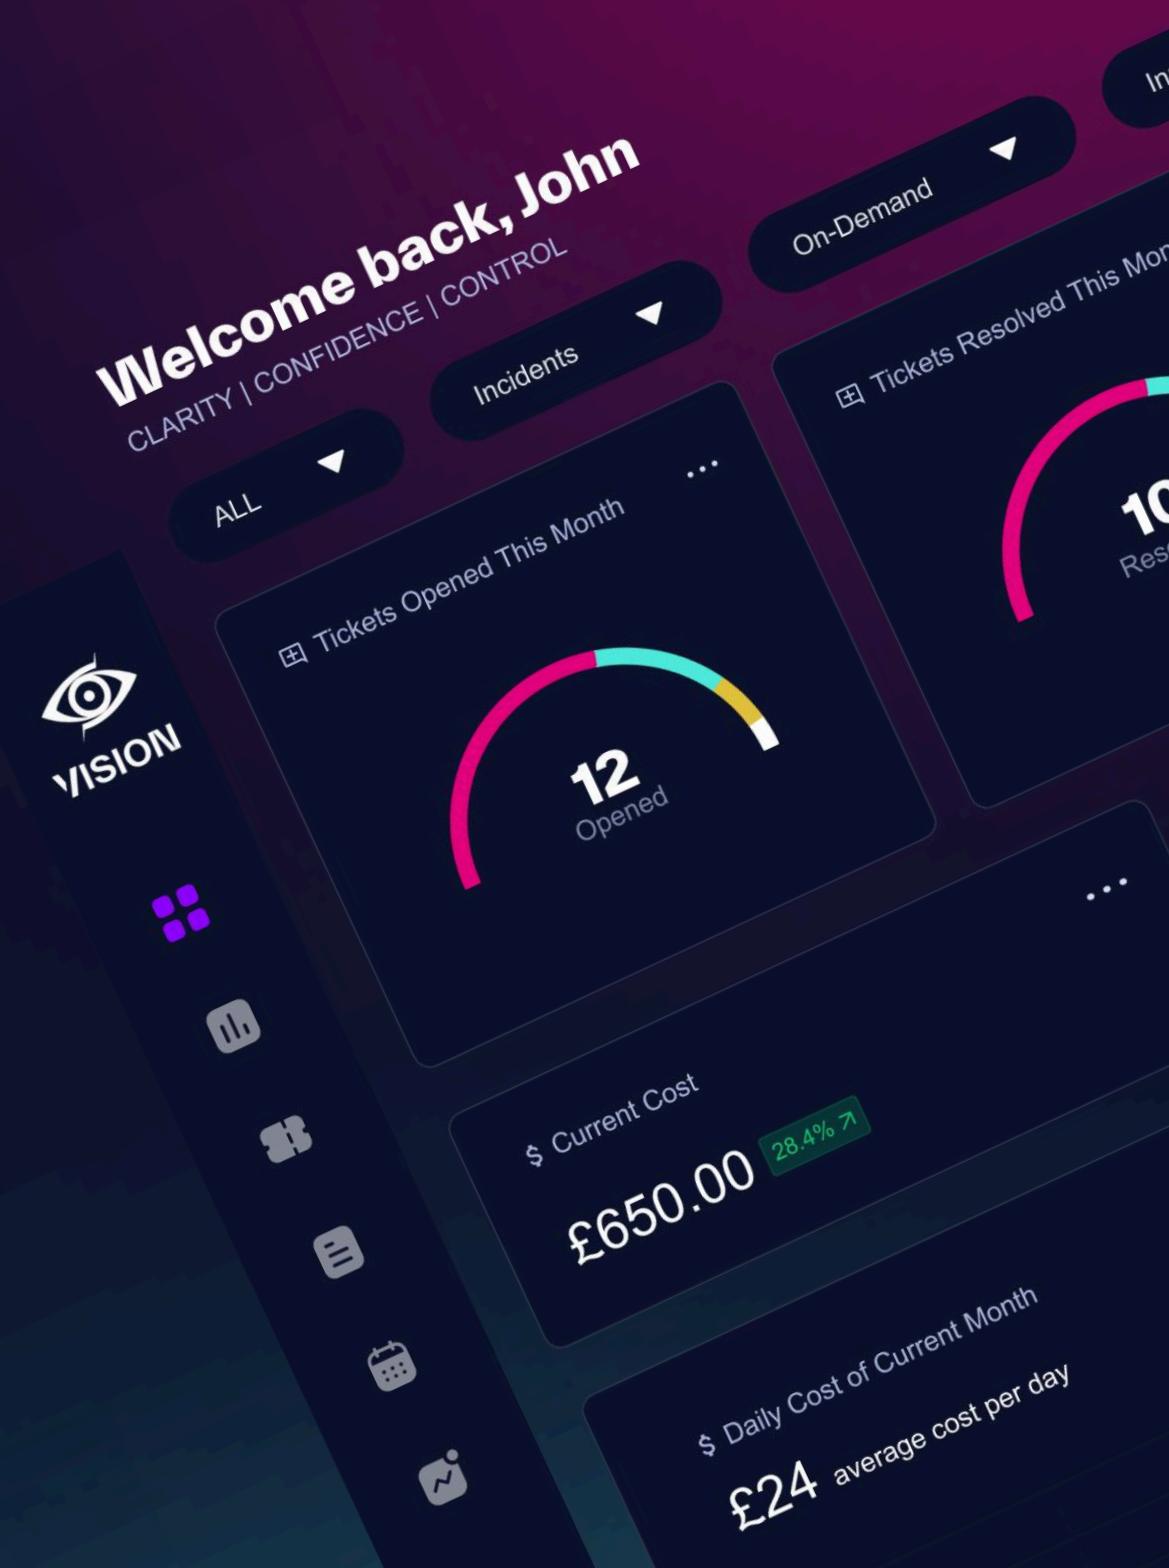 Welcome back, John
CLARITY | CONFIDENCE | CONTROL
ALL
Incidents
On-Demand
VISION
Tickets Opened This Month
12
Opened
Tickets Resolved This
10
$ Current Cost
£650.00 28.4%
$ Daily Cost of Current Month
£24 average cost per day